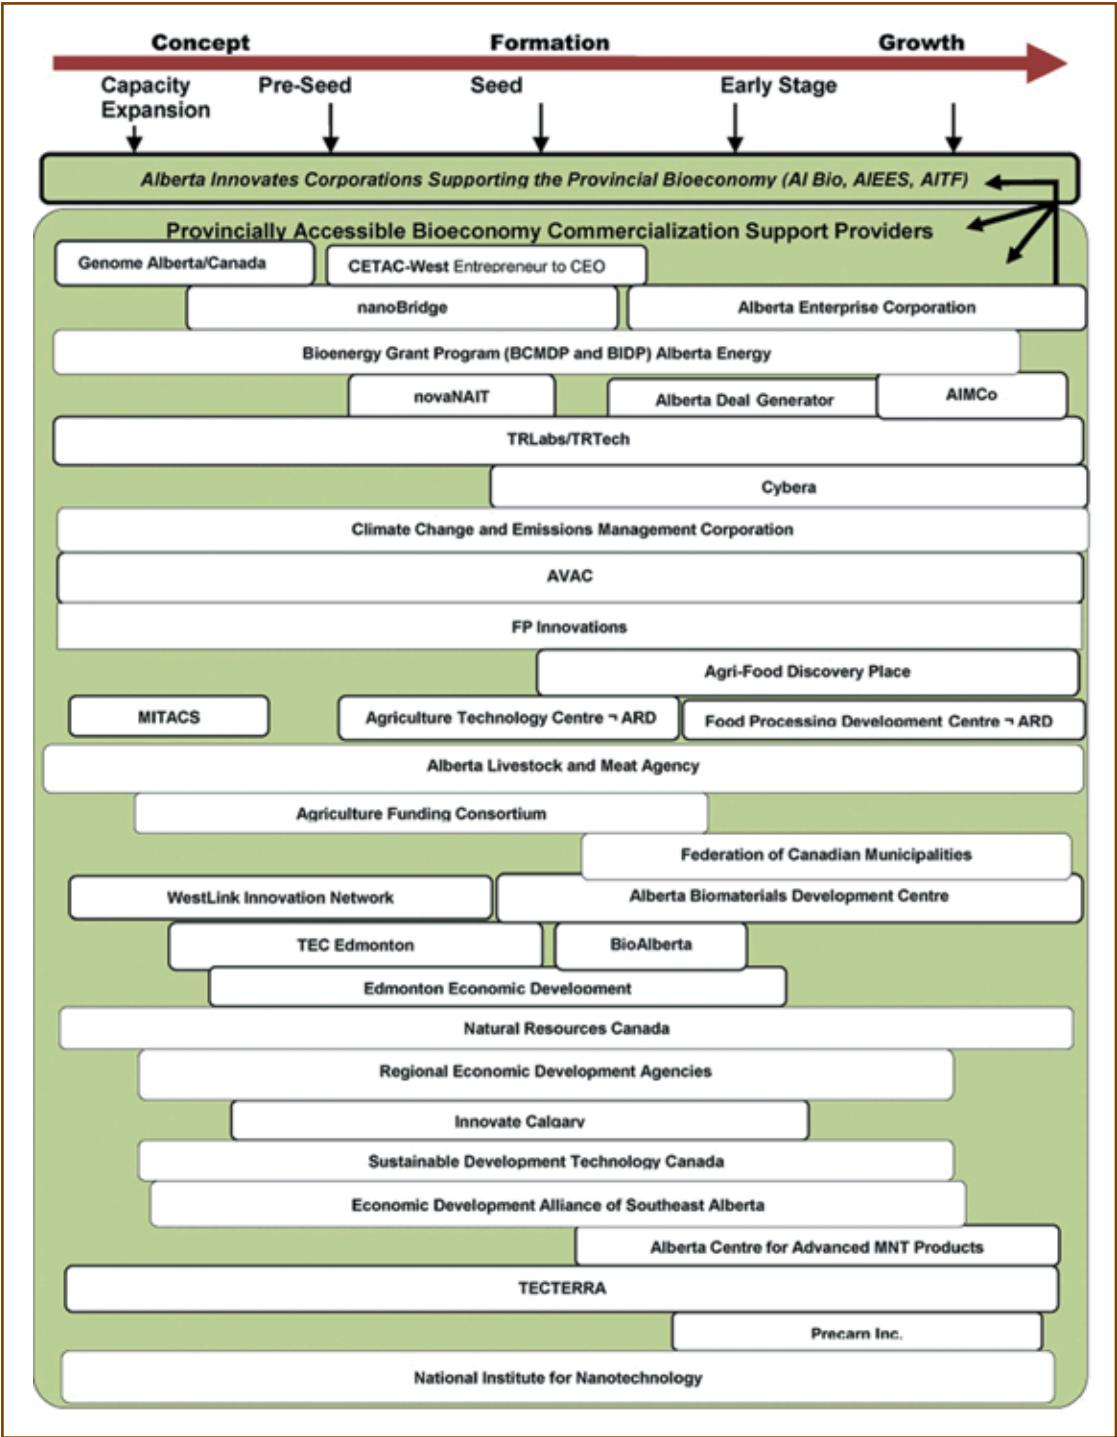 Concept Formation Growth
Capacity Pre-Seed Seed Early Stage
Expansion
Alberta Innovates Corporations Supporting the Provincial Bioeconomy (AI Bio, AIEES, AITF)
Provincially Accessible Bioeconomy Commercialization Support Providers
Genome Alberta/Canada CETAC-West Entrepreneur to CEO
nanoBridge Alberta Enterprise Corporation
Bioenergy Grant Program (BCMDP and BIDP) Alberta Energy
novaNAIT Alberta Deal Generator AIMCo
TRLabs/TRTech
Cybera
Climate Change and Emissions Management Corporation
AVAC
FP Innovations
Agri-Food Discovery Place
MITACS Agriculture Technology Centre ¬ ARD Food Processing Development Centre ¬ ARD
Alberta Livestock and Meat Agency
Agriculture Funding Consortium
Federation of Canadian Municipalities
WestLink Innovation Network Alberta Biomaterials Development Centre
TEC Edmonton BioAlberta
Edmonton Economic Development
Natural Resources Canada
Regional Economic Development Agencies
Innovate Calgary
Sustainable Development Technology Canada
Economic Development Alliance of Southeast Alberta
Alberta Centre for Advanced MNT Products
TECTERRA
Precarn Inc.
National Institute for Nanotechnology